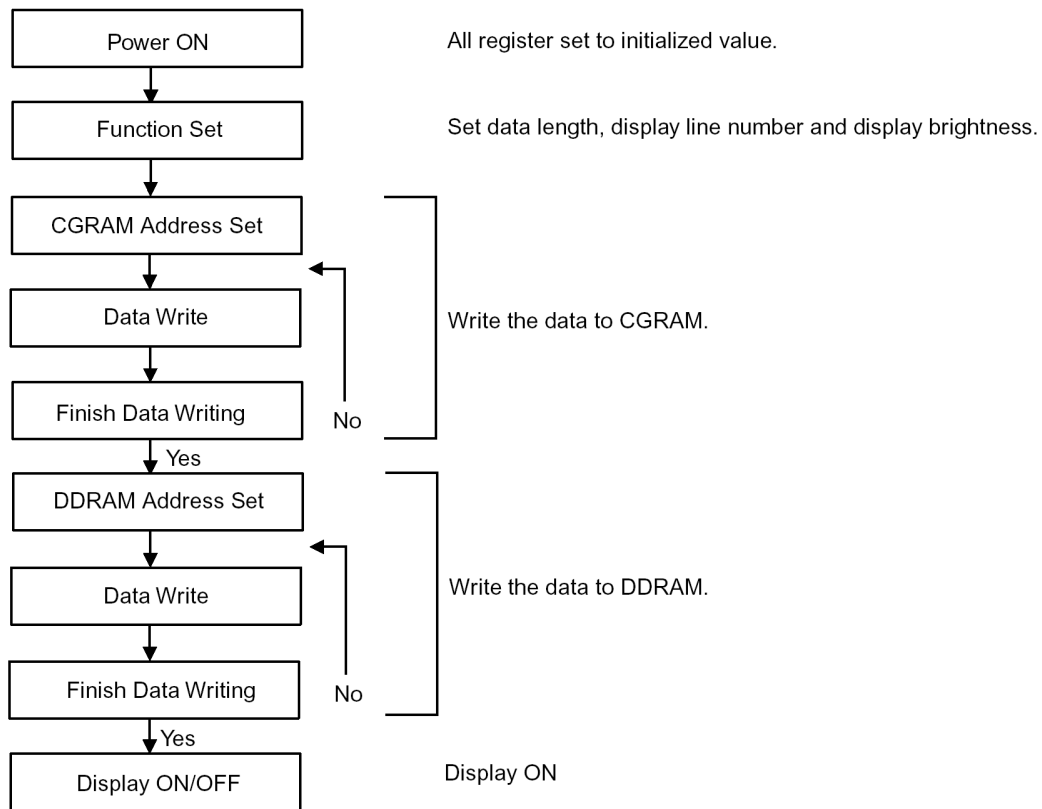 Power ON
All register set to initialized value.
Function Set
Set data length, display line number and display brightness.
CGRAM Address Set
Data Write
Write the data to CGRAM.
Finish Data Writing
No
Yes
DDRAM Address Set
Data Write
Write the data to DDRAM.
Finish Data Writing
No
Yes
Display ON/OFF
Display ON